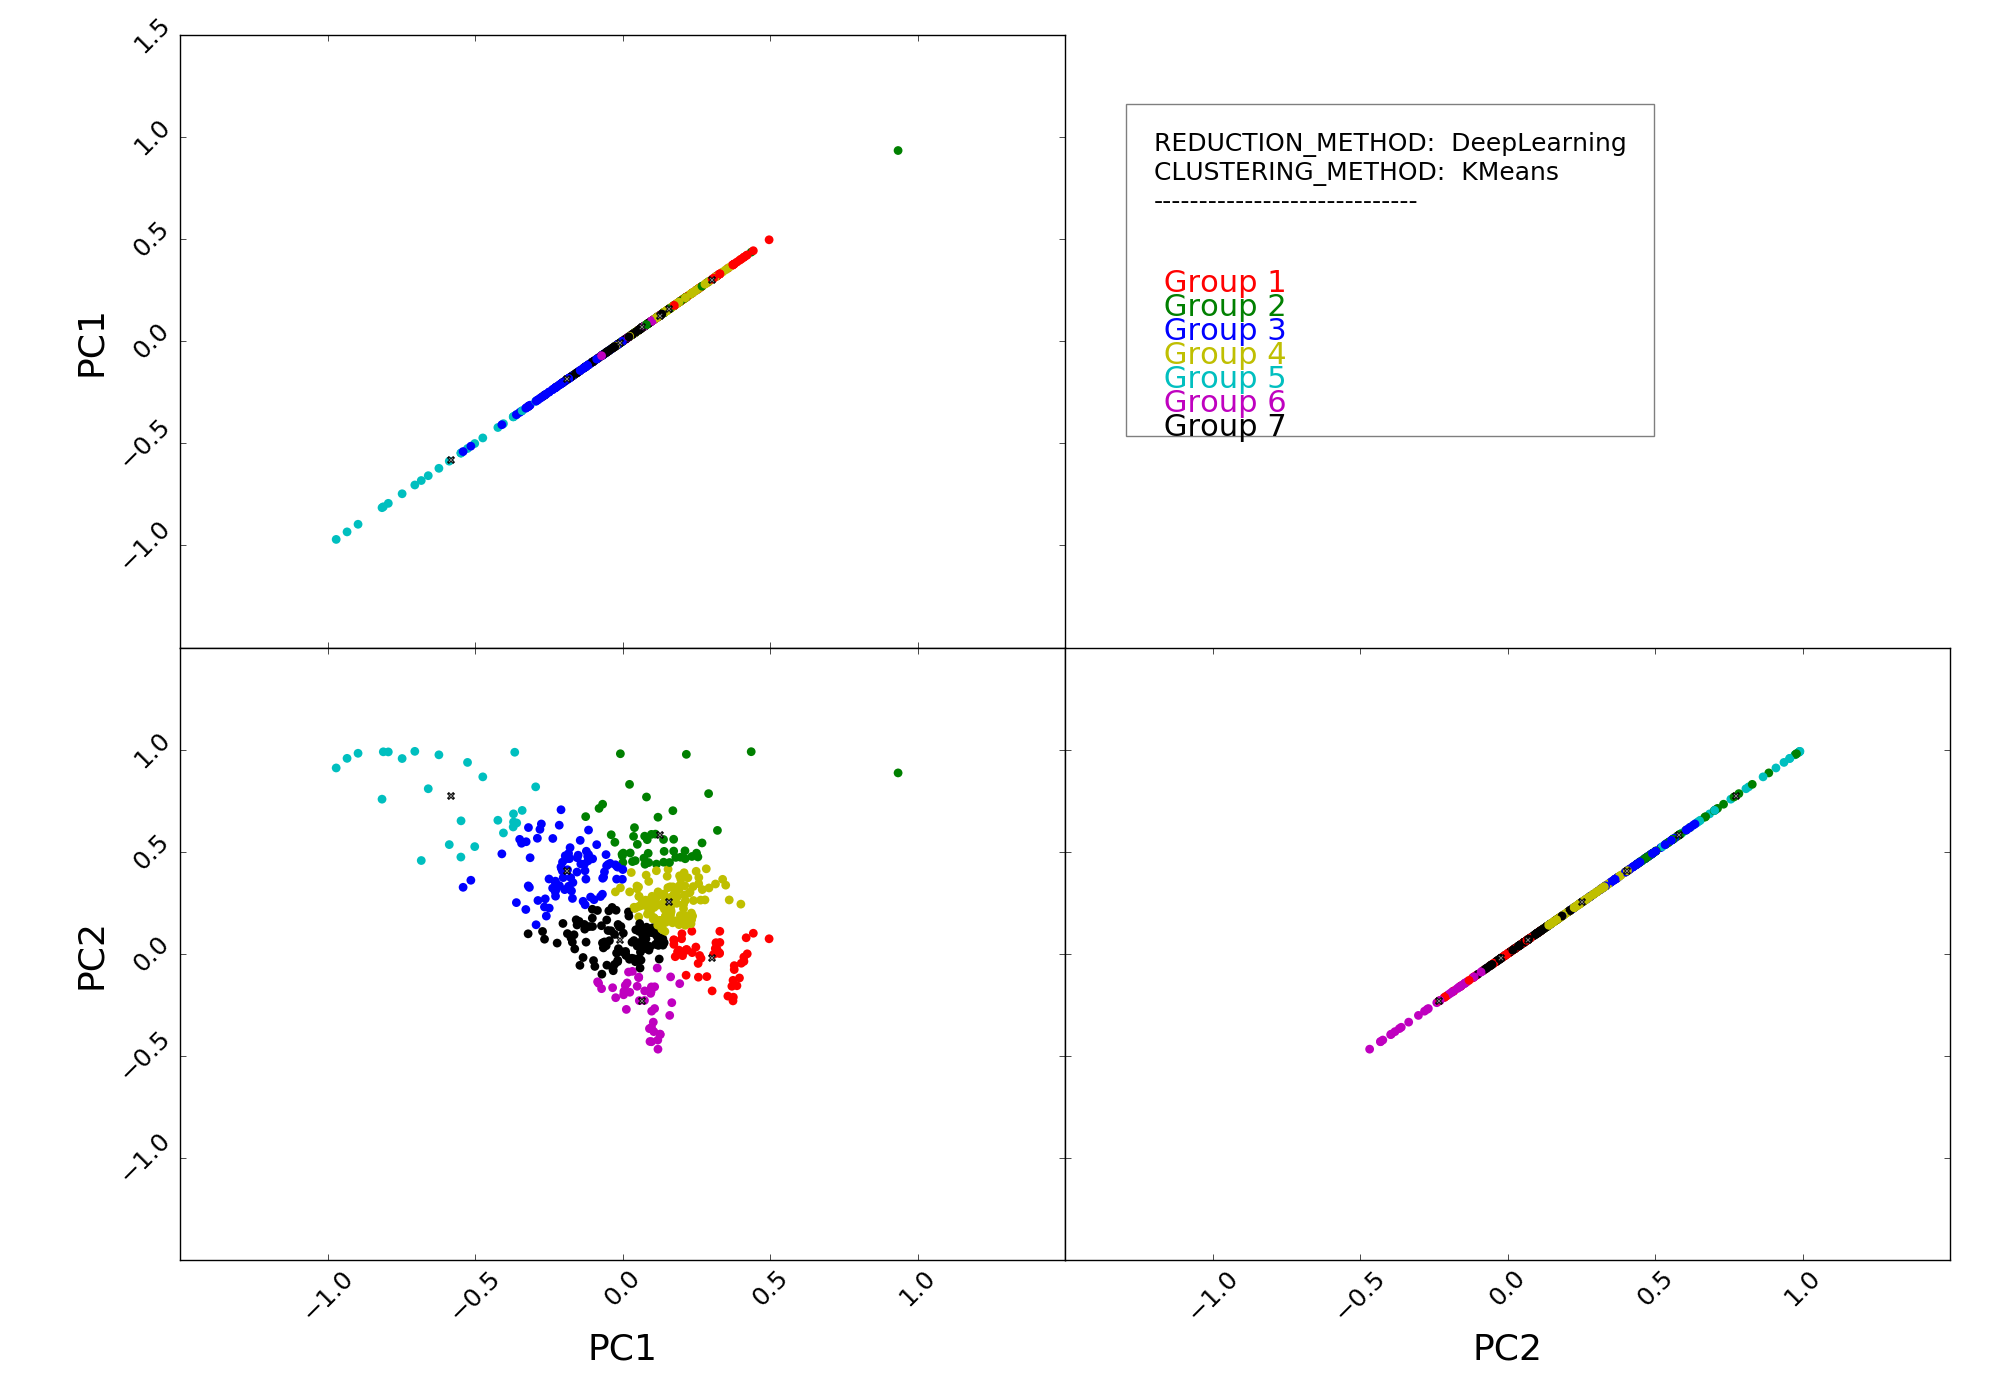 1.5
1.0
0.5
0.0
−0.5
−1.0
PC1
REDUCTION_METHOD: DeepLearning
CLUSTERING_METHOD: KMeans
-----------------------------
Group 1
Group 2
Group 3
Group 4
Group 5
Group 6
Group 7
1.0
0.5
0.0
−0.5
−1.0
PC2
−1.0 −0.5 0.0 0.5 1.0
−1.0 −0.5 0.0 0.5 1.0
PC1
PC2